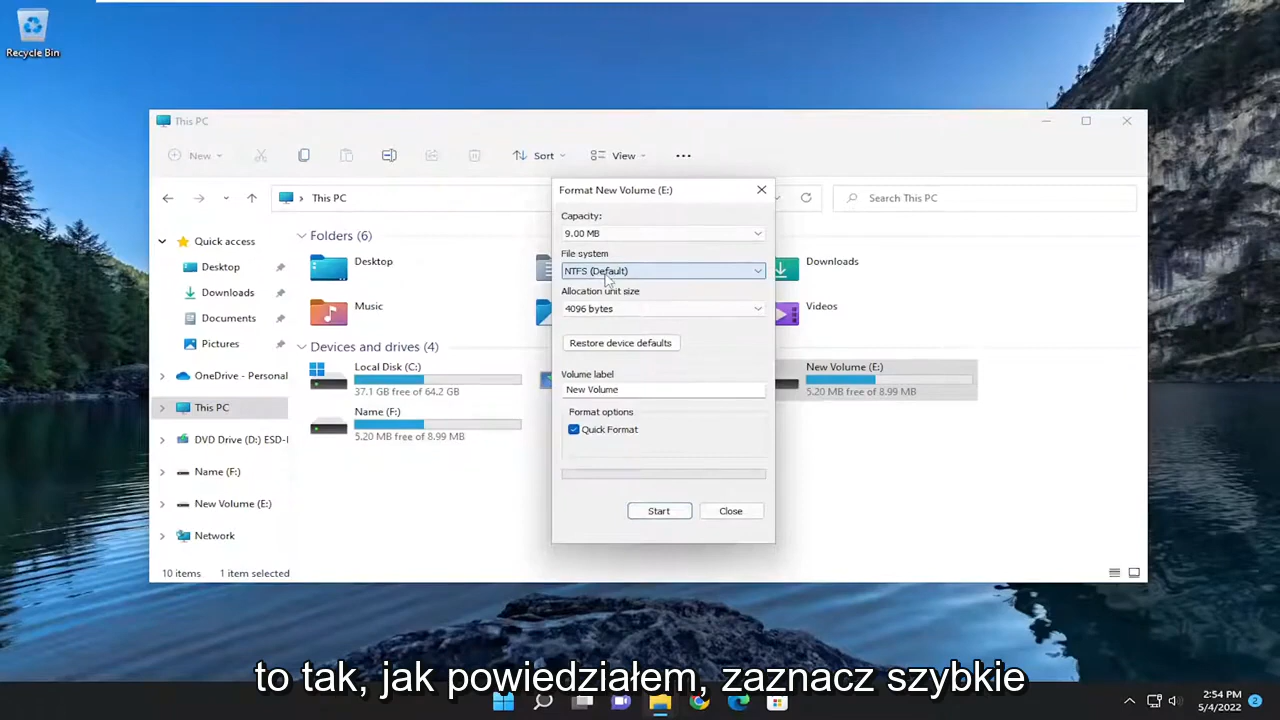 Recycle Bin
This PC
New
Sort
View
This PC
Search This PC
Quick access
Desktop
Downloads
Documents
Pictures
OneDrive - Personal
This PC
DVD Drive (D:) ESD-I
Name (F:)
New Volume (E:)
Network
Folders (6)
Desktop
Downloads
Music
Videos
Devices and drives (4)
Local Disk (C:)
37.1 GB free of 64.2 GB
New Volume (E:)
5.20 MB free of 8.99 MB
Name (F:)
5.20 MB free of 8.99 MB
10 items 1 item selected
Format New Volume (E:)
Capacity:
9.00 MB
File system
NTFS (Default)
Allocation unit size
4096 bytes
Restore device defaults
Volume label
New Volume
Format options
Quick Format
Start Close
to tak, jak powiedziałem, zaznacz szybkie
2:54 PM
5/4/2022
2